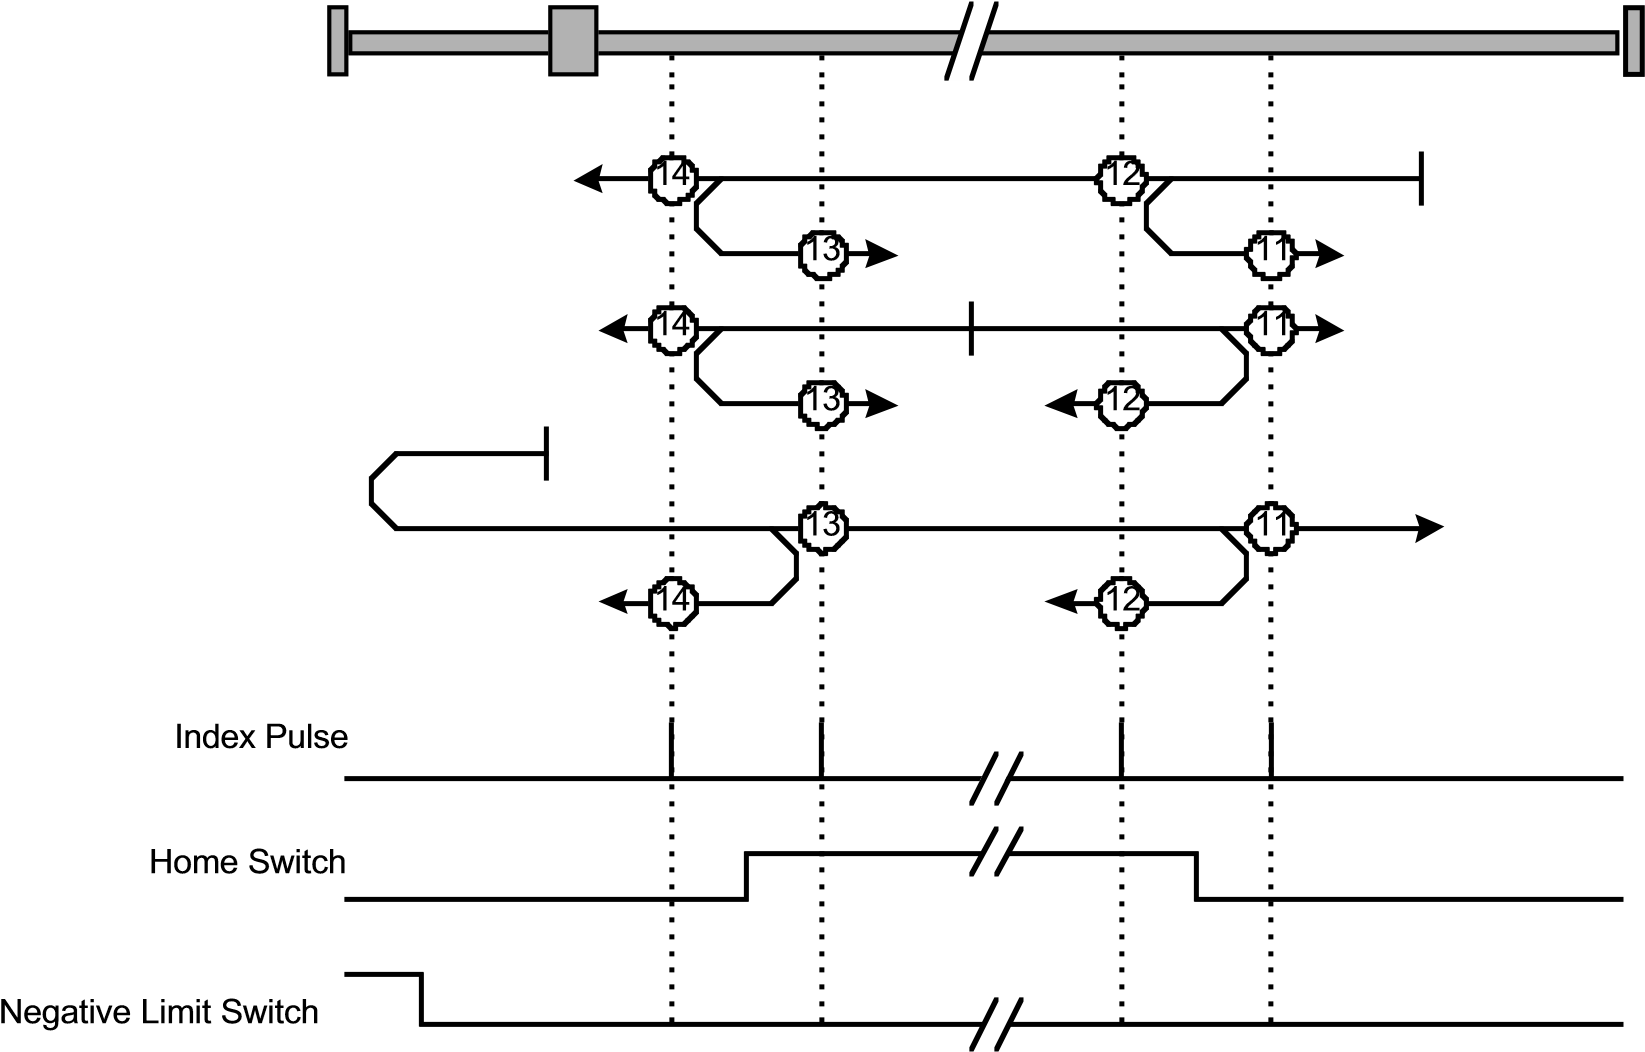 14 12
13 11
14 11
13 12
13 11
14 12
Index Pulse
Home Switch
Negative Limit Switch